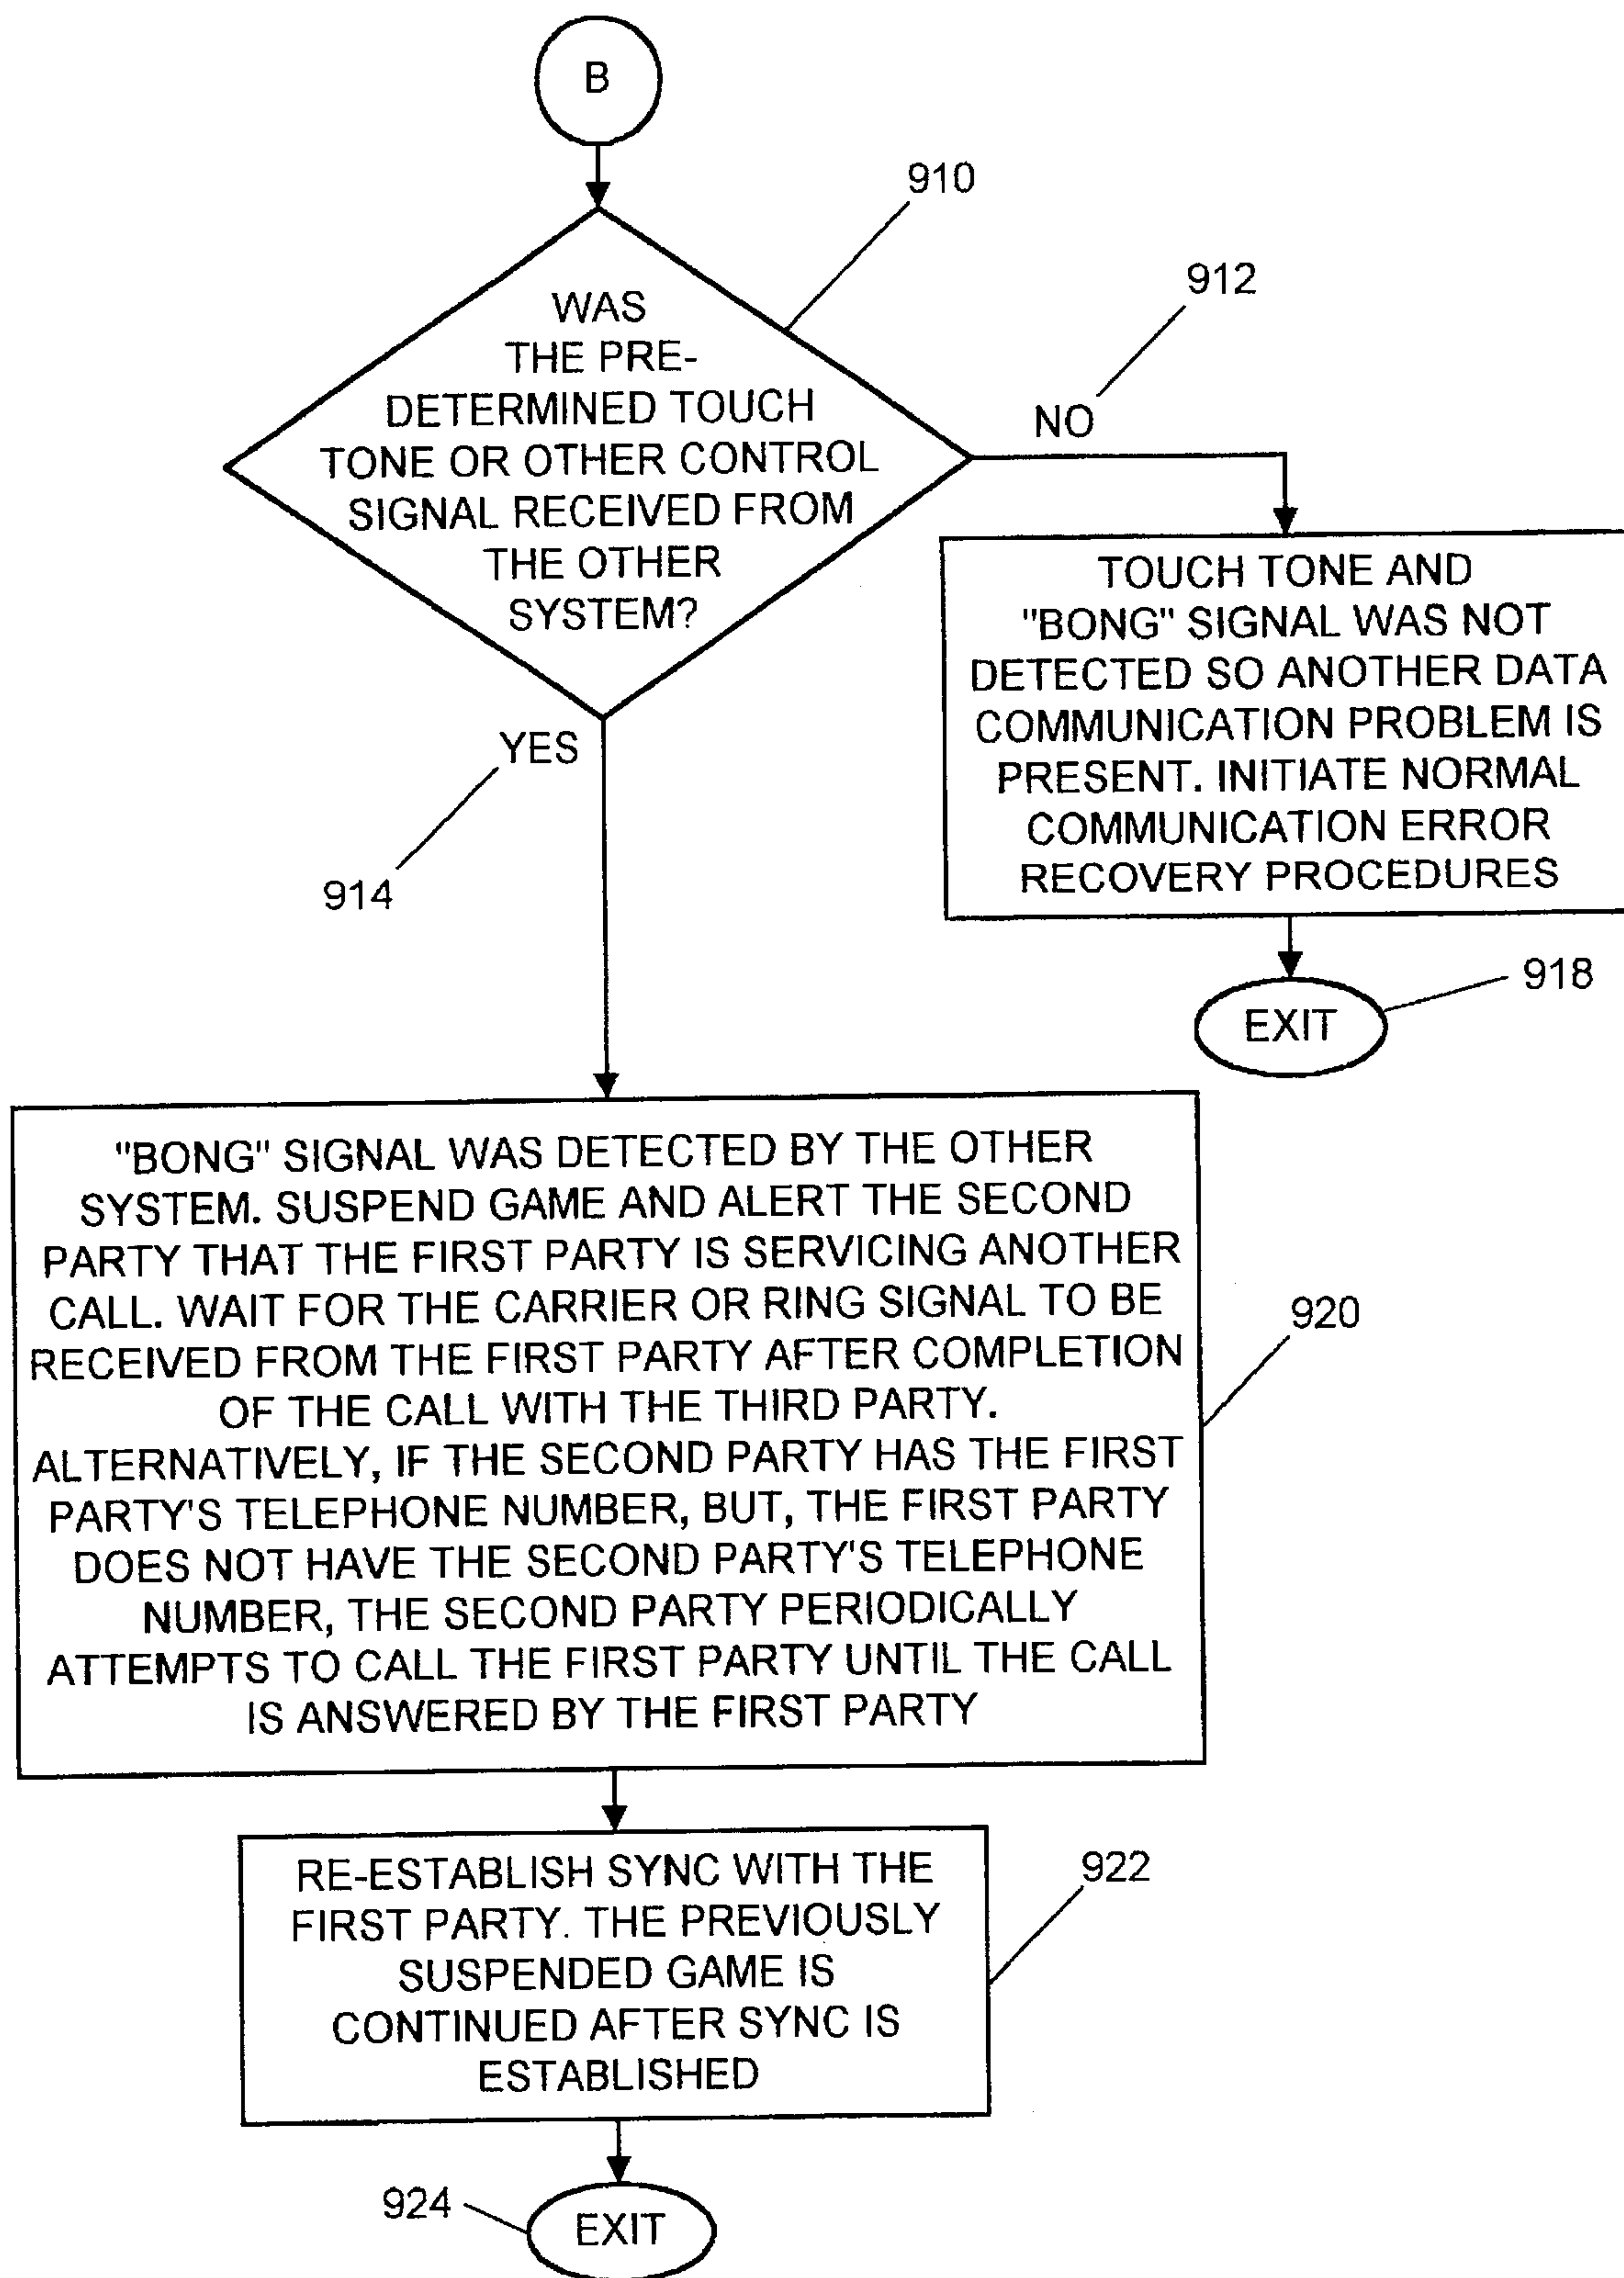 B
910
WAS
THE PRE-
DETERMINED TOUCH
TONE OR OTHER CONTROL
SIGNAL RECEIVED FROM
THE OTHER
SYSTEM?
912
NO
TOUCH TONE AND
"BONG" SIGNAL WAS NOT
DETECTED SO ANOTHER DATA
COMMUNICATION PROBLEM IS
PRESENT. INITIATE NORMAL
COMMUNICATION ERROR
RECOVERY PROCEDURES
YES
914
918
EXIT
"BONG" SIGNAL WAS DETECTED BY THE OTHER
SYSTEM. SUSPEND GAME AND ALERT THE SECOND
PARTY THAT THE FIRST PARTY IS SERVICING ANOTHER
CALL. WAIT FOR THE CARRIER OR RING SIGNAL TO BE
RECEIVED FROM THE FIRST PARTY AFTER COMPLETION
OF THE CALL WITH THE THIRD PARTY.
ALTERNATIVELY, IF THE SECOND PARTY HAS THE FIRST
PARTY'S TELEPHONE NUMBER, BUT, THE FIRST PARTY
DOES NOT HAVE THE SECOND PARTY'S TELEPHONE
NUMBER, THE SECOND PARTY PERIODICALLY
ATTEMPTS TO CALL THE FIRST PARTY UNTIL THE CALL
IS ANSWERED BY THE FIRST PARTY
920
RE-ESTABLISH SYNC WITH THE
FIRST PARTY. THE PREVIOUSLY
SUSPENDED GAME IS
CONTINUED AFTER SYNC IS
ESTABLISHED
922
924
EXIT